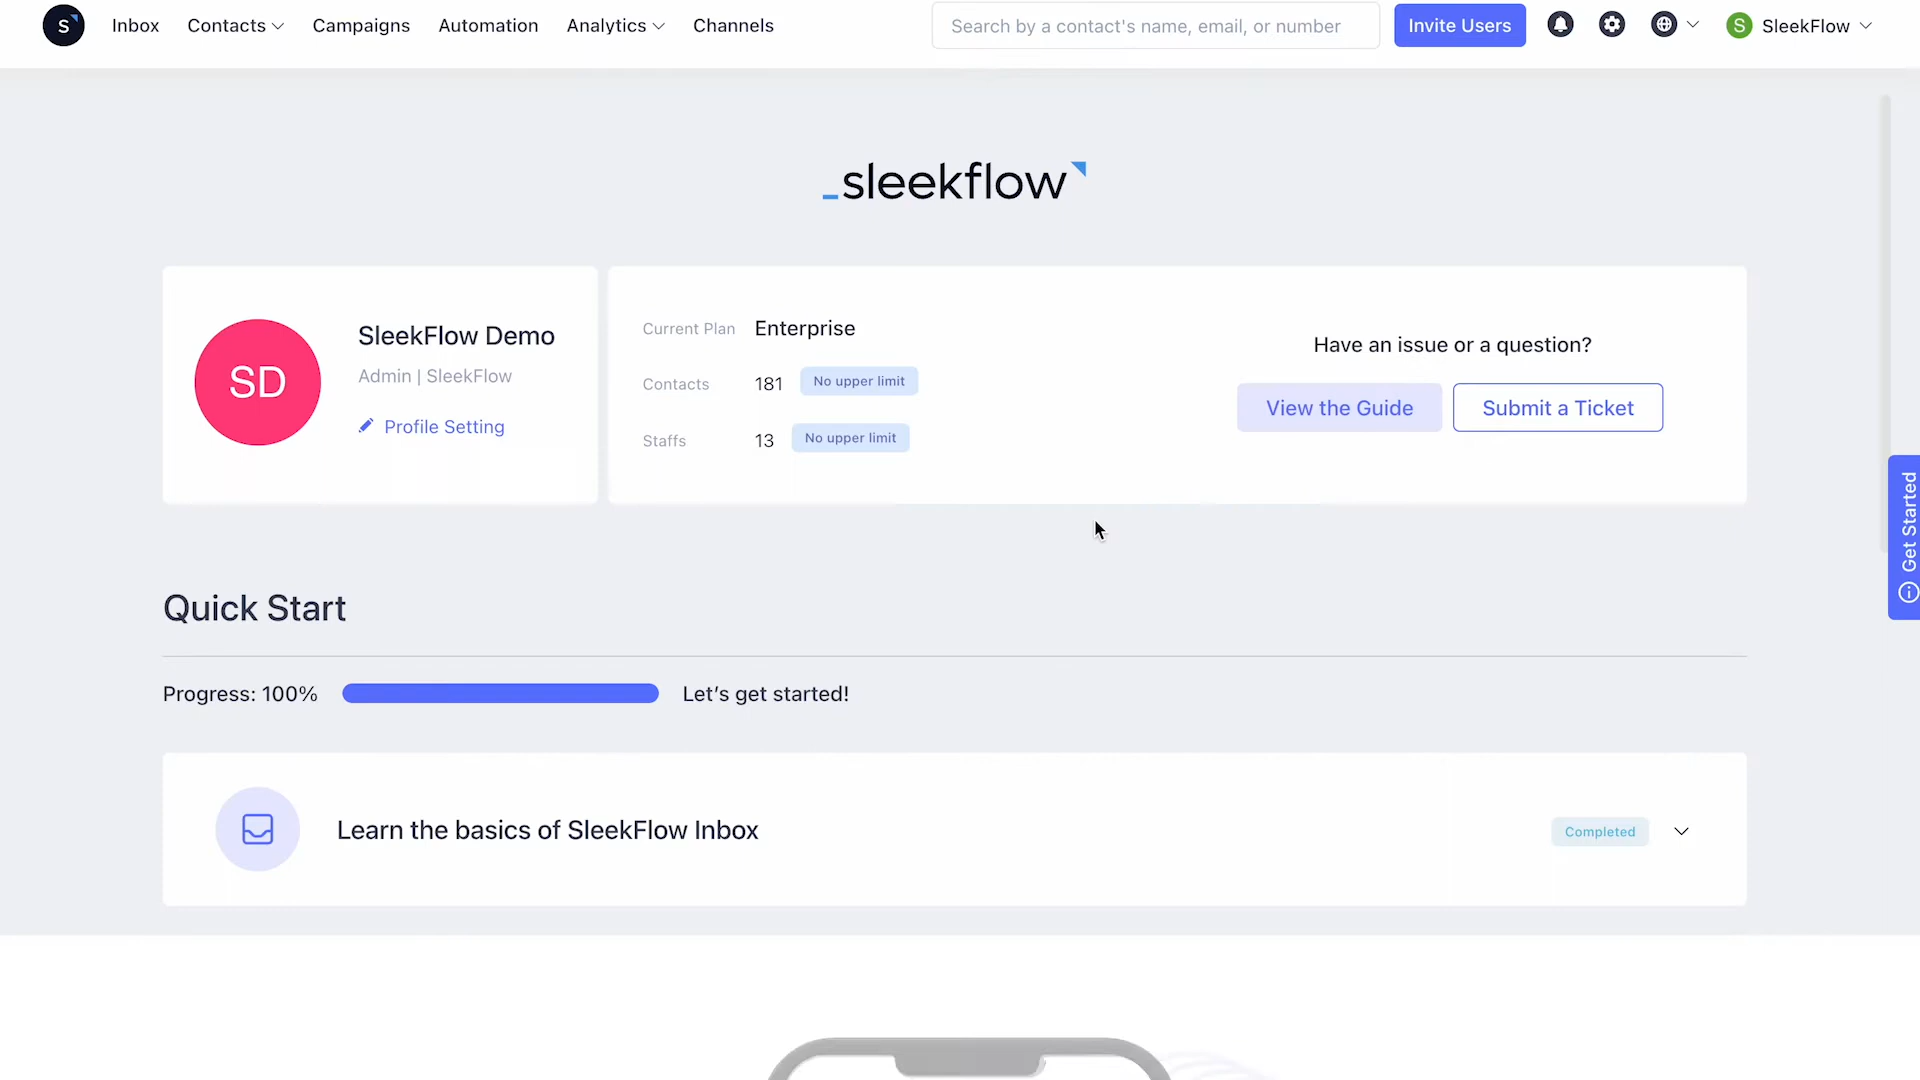 S Inbox Contacts Campaigns Automation Analytics Channels Search by a contact's name, email, or number Invite Users S SleekFlow
_sleekflow
SD
SleekFlow Demo
Admin | SleekFlow
Profile Setting
Current Plan Enterprise
Contacts 181 No upper limit
Staffs 13 No upper limit
Have an issue or a question?
View the Guide Submit a Ticket
Get Started
Quick Start
Progress: 100% Let's get started!
Learn the basics of SleekFlow Inbox Completed